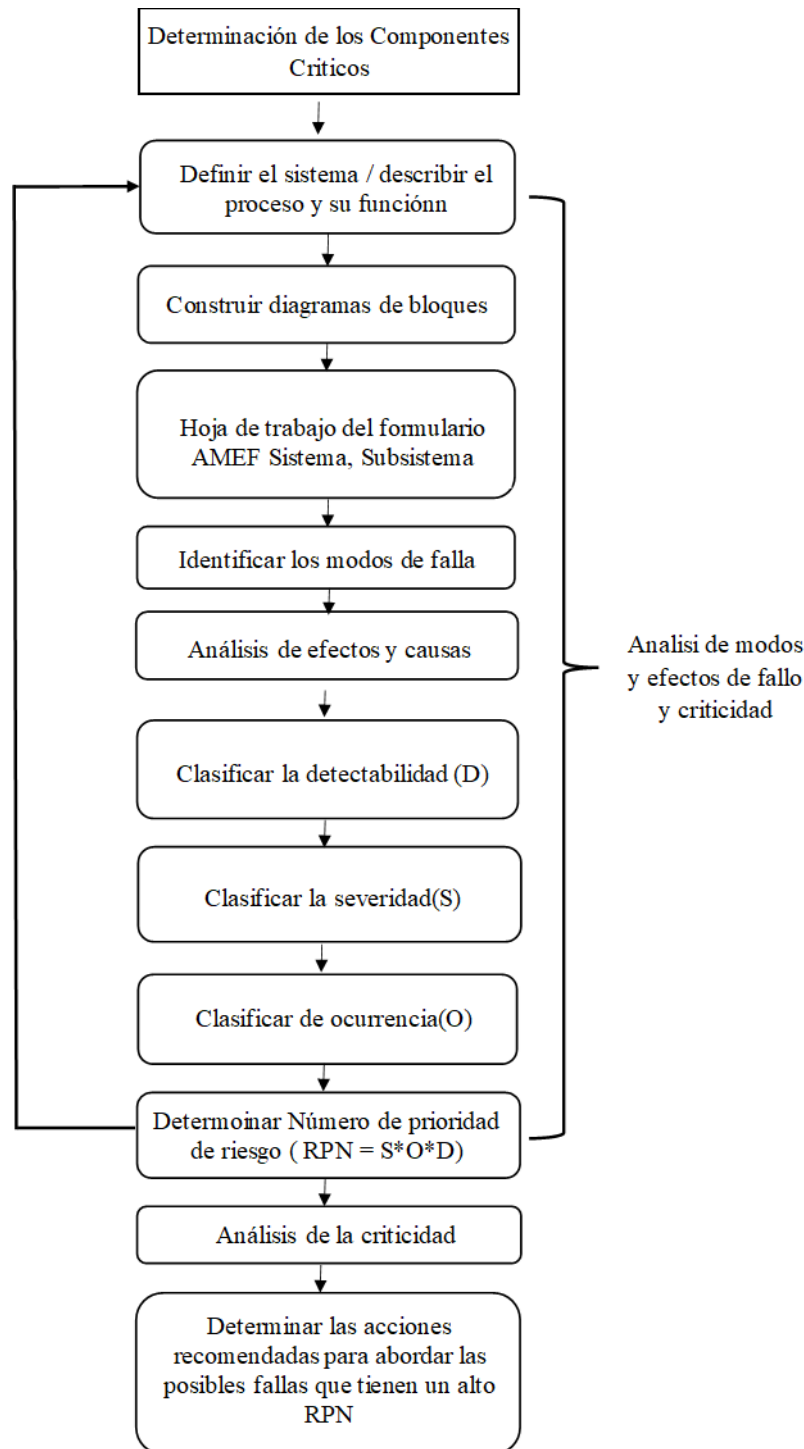 Determinación de los Componentes
Criticos
Definir el sistema / describir el
proceso y su funciónn
Construir diagramas de bloques
Hoja de trabajo del formulario
AMEF Sistema, Subsistema
Identificar los modos de falla
Análisis de efectos y causas
Clasificar la detectabilidad (D)
Clasificar la severidad(S)
Clasificar de ocurrencia(O)
Determoinar Número de prioridad
de riesgo ( RPN = S*O*D)
Análisis de la criticidad
Determinar las acciones
recomendadas para abordar las
posibles fallas que tienen un alto
RPN
Analisi de modos
y efectos de fallo
y criticidad